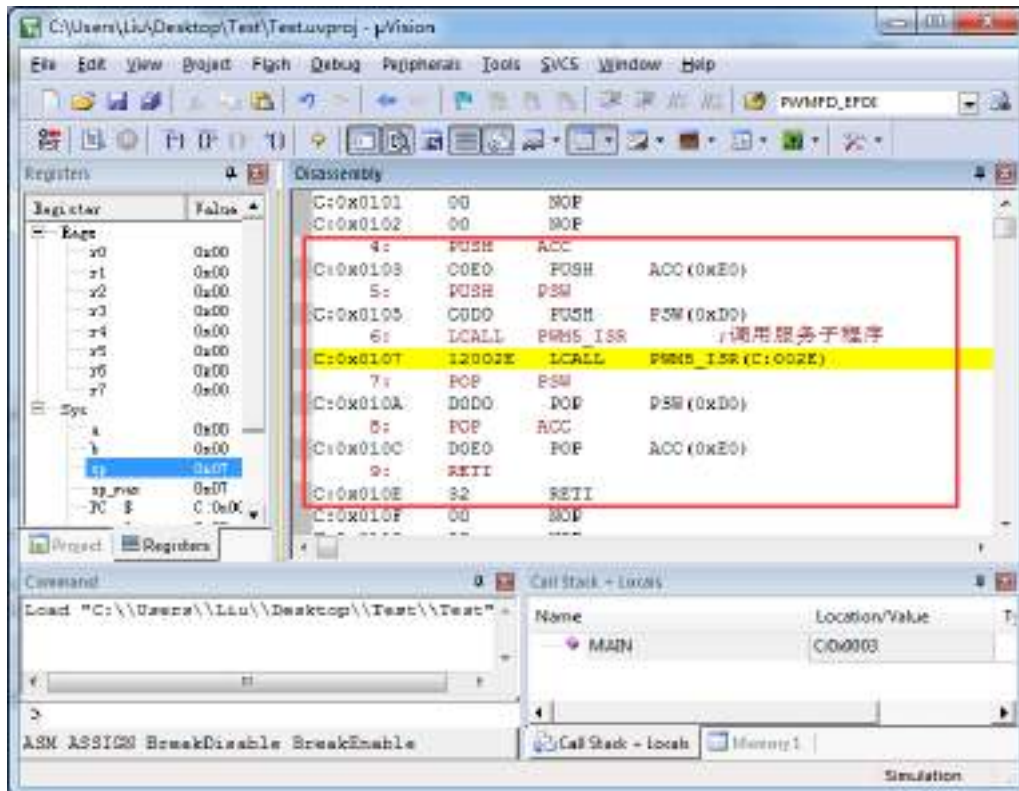 C:\Users\Liu\Desktop\Test\Test.uvproj - µVision
File Edit View Project Flash Debug Peripherals Tools SVCS Window Help
PWMFD_EFDI
Registers
Register Value
Regs
r0 0x00
r1 0x00
r2 0x00
r3 0x00
r4 0x00
r5 0x00
r6 0x00
r7 0x00
Sys
a 0x00
b 0x00
sp 0x07
sp_max 0x07
PC $
Project Registers
Disassembly
C:0x0101 00 NOP
C:0x0102 00 NOP
4: PUSH ACC
C:0x0103 C0E0 PUSH ACC(0xE0)
5: PUSH PSW
C:0x0105 C0D0 PUSH PSW(0xD0)
6: LCALL PWM5_ISR ;调用服务子程序
C:0x0107 12002E LCALL PWM5_ISR(C:002E)
7: POP PSW
C:0x010A D0D0 POP PSW(0xD0)
8: POP ACC
C:0x010C D0E0 POP ACC(0xE0)
9: RETI
C:0x010E 32 RETI
C:0x010F 00 NOP
Command
Load "C:\\Users\\Liu\\Desktop\\Test\\Test"
>
ASM ASSIGN BreakDisable BreakEnable
Call Stack + Locals
Name Location/Value
MAIN C:0x0003
Call Stack + Locals Memory 1
Simulation